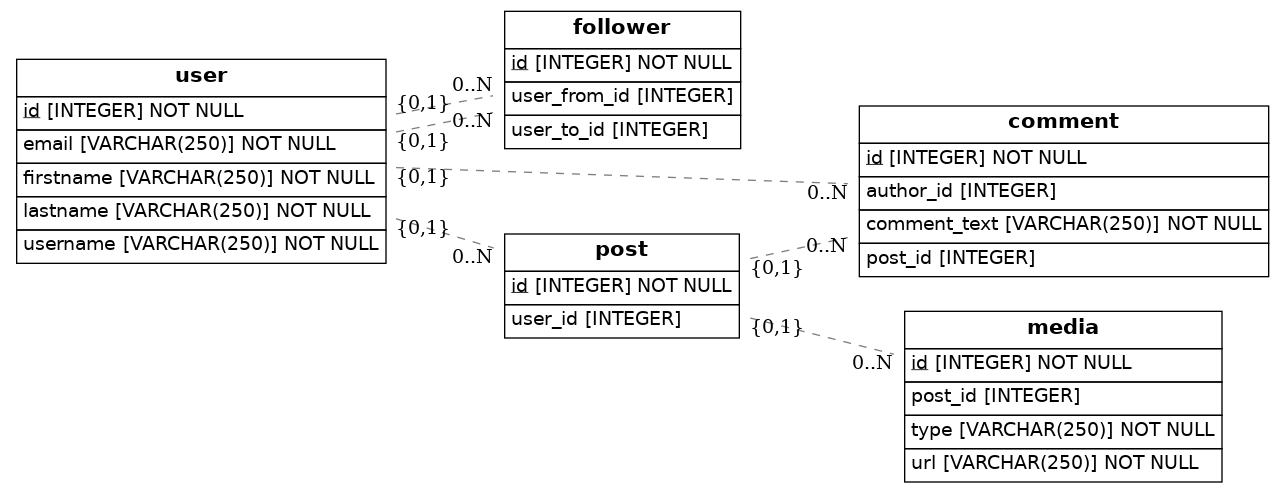 user
id [INTEGER] NOT NULL
email [VARCHAR(250)] NOT NULL
firstname [VARCHAR(250)] NOT NULL
lastname [VARCHAR(250)] NOT NULL
username [VARCHAR(250)] NOT NULL
{0,1}
0..N
{0,1}
0..N
{0,1}
0..N
{0,1}
0..N
follower
id [INTEGER] NOT NULL
user_from_id [INTEGER]
user_to_id [INTEGER]
post
id [INTEGER] NOT NULL
user_id [INTEGER]
{0,1}
0..N
{0,1}
0..N
comment
id [INTEGER] NOT NULL
author_id [INTEGER]
comment_text [VARCHAR(250)] NOT NULL
post_id [INTEGER]
media
id [INTEGER] NOT NULL
post_id [INTEGER]
type [VARCHAR(250)] NOT NULL
url [VARCHAR(250)] NOT NULL